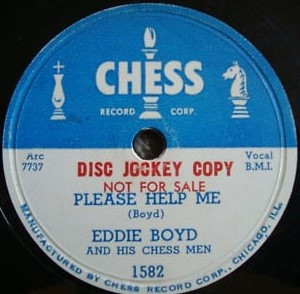 CHESS
RECORD CORP.
Arc
7737
Vocal
B.M.I.
DISC JOCKEY COPY
NOT FOR SALE
PLEASE HELP ME
(Boyd)
EDDIE BOYD
AND HIS CHESS MEN
1582
MANUFACTURED BY CHESS RECORD CORP., CHICAGO, ILL.